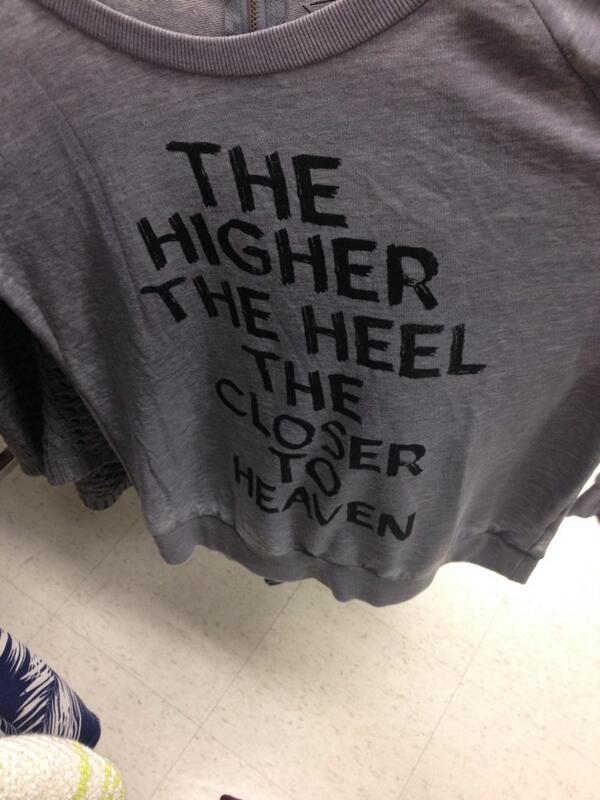 THE
HIGHER
THE HEEL
THE
CLOSER
TO
HEAVEN